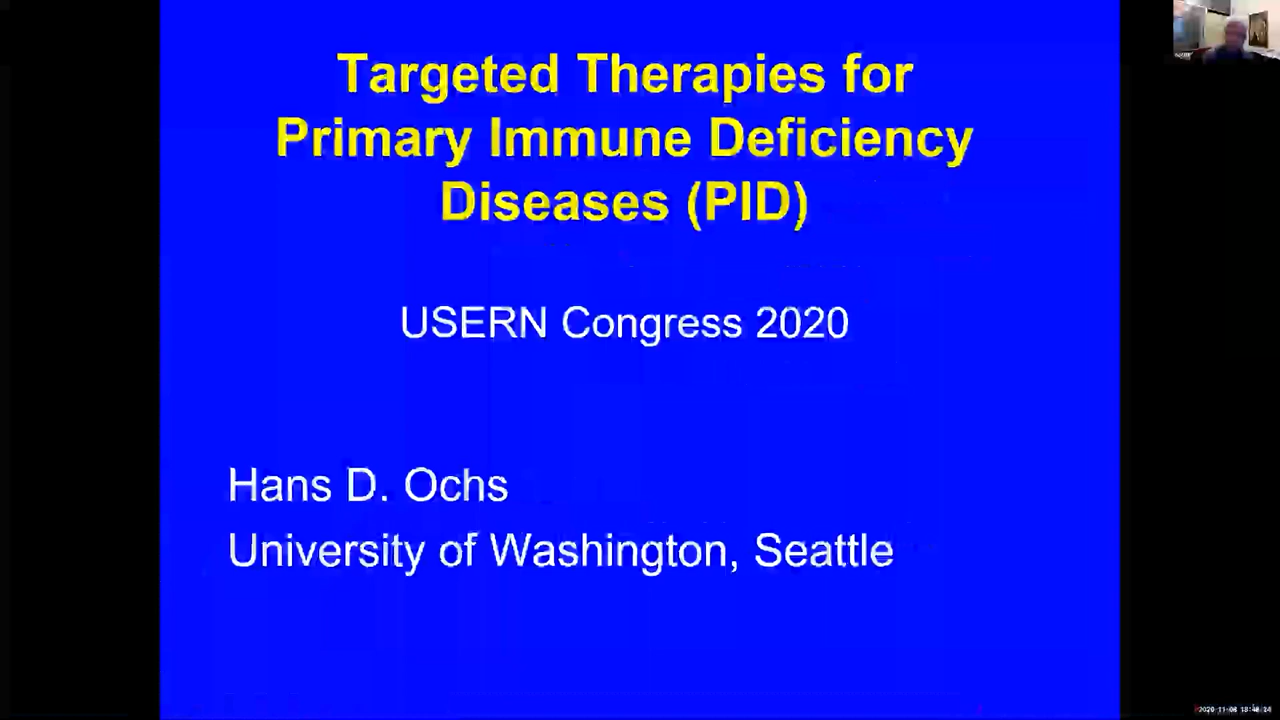 Targeted Therapies for
Primary Immune Deficiency
Diseases (PID)
USERN Congress 2020
Hans D. Ochs
University of Washington, Seattle